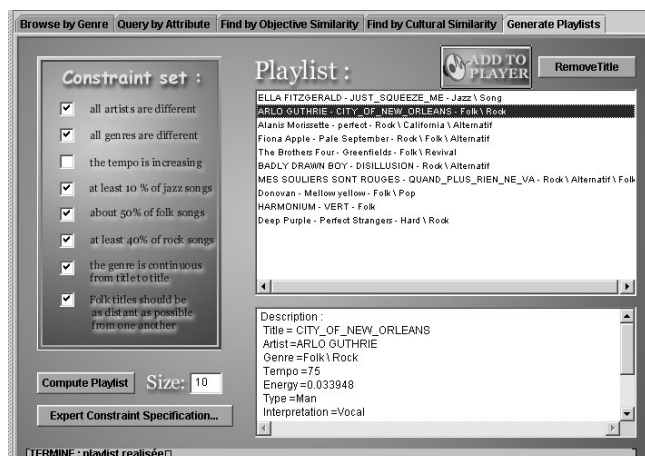 Browse by Genre Query by Attribute Find by Objective Similarity Find by Cultural Similarity Generate Playlists
Constraint set :
all artists are different
all genres are different
the tempo is increasing
at least 10 % of jazz songs
about 50% of folk songs
at least 40% of rock songs
the genre is continuous
from title to title
Folk titles should be
as distant as possible
from one another
Compute Playlist Size: 10
Expert Constraint Specification...
Playlist :
ADD TO
PLAYER
RemoveTitle
ELLA FITZGERALD - JUST_SQUEEZE_ME - Jazz \ Song
ARLO GUTHRIE - CITY_OF_NEW_ORLEANS - Folk \ Rock
Alanis Morissette - perfect - Rock \ California \ Alternatif
Fiona Apple - Pale September - Rock \ Folk \ Alternatif
The Brothers Four - Greenfields - Folk \ Revival
BADLY DRAWN BOY - DISILLUSION - Rock \ Alternatif
MES SOULIERS SONT ROUGES - QUAND_PLUS_RIEN_NE_VA - Rock \ Alternatif \ Folk
Donovan - Mellow yellow - Folk \ Pop
HARMONIUM - VERT - Folk
Deep Purple - Perfect Strangers - Hard \ Rock
Description :
Title = CITY_OF_NEW_ORLEANS
Artist =ARLO GUTHRIE
Genre =Folk \ Rock
Tempo =75
Energy =0.033948
Type =Man
Interpretation =Vocal
TERMINE : playlist realisée